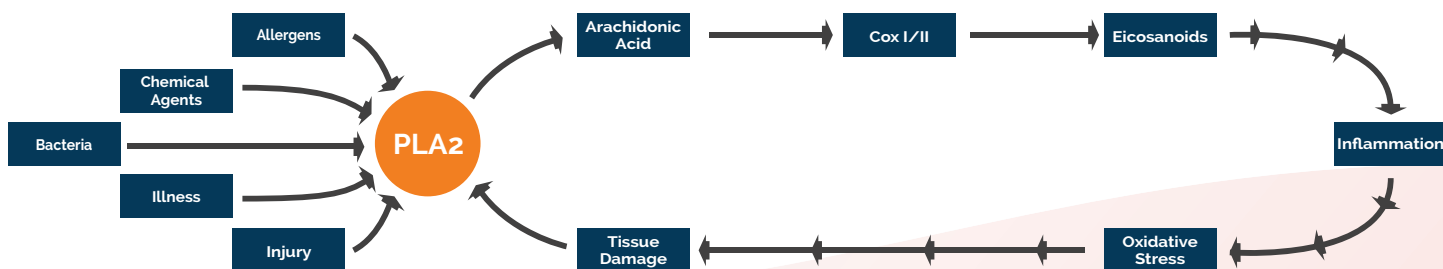 Allergens
Chemical
Agents
Bacteria
Illness
Injury
PLA2
Arachidonic
Acid
Cox I/II
Eicosanoids
Inflammation
Oxidative
Stress
Tissue
Damage